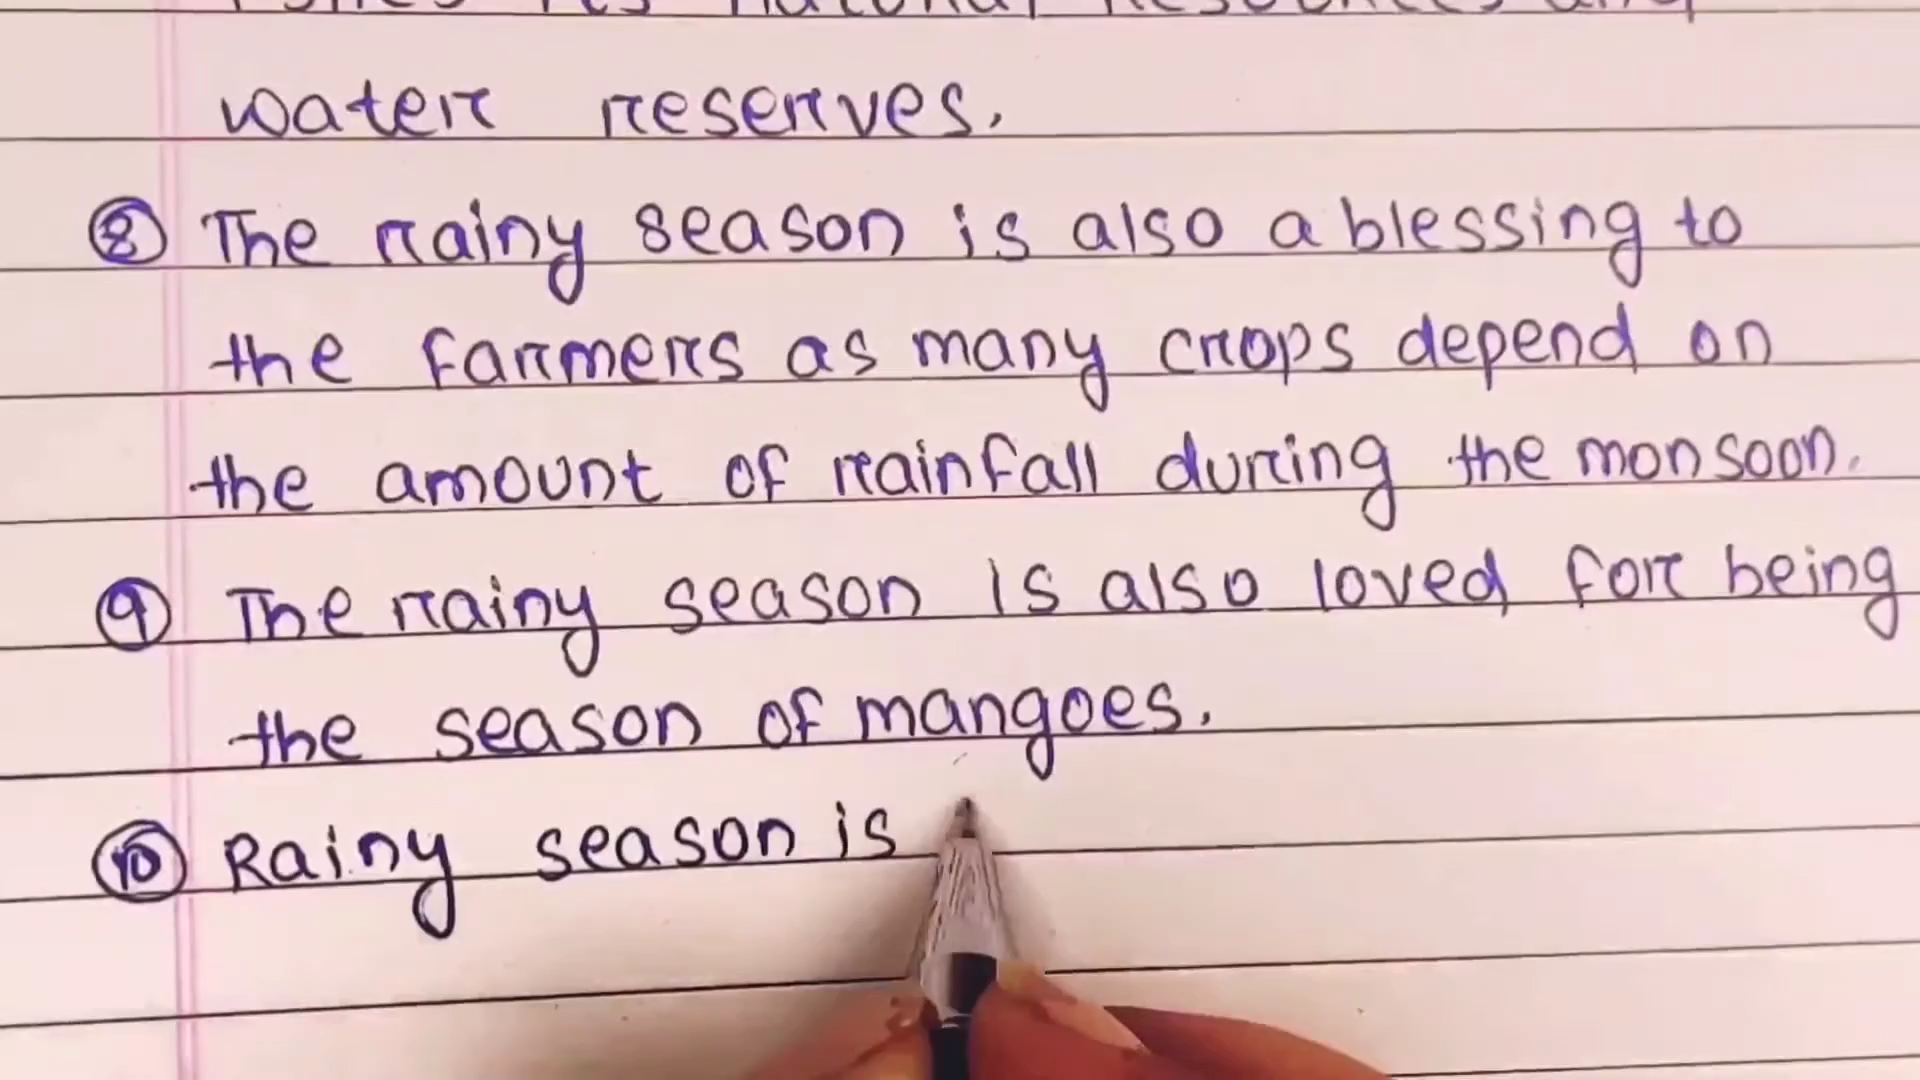 water reserves.
⑧ The rainy season is also a blessing to
the farmers as many crops depend on
the amount of rainfall during the monsoon.
⑨ The rainy season is also loved for being
the season of mangoes.
⑩ Rainy season is